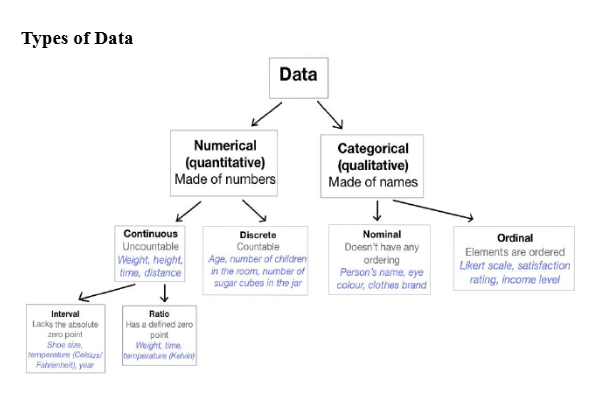 Types of Data
Data
Numerical
(quantitative)
Made of numbers
Categorical
(qualitative)
Made of names
Continuous
Uncountable
Weight, height,
time, distance
Discrete
Countable
Age, number of children
in the room, number of
sugar cubes in the jar
Nominal
Doesn't have any
ordering
Person's name, eye
colour, clothes brand
Ordinal
Elements are ordered
Likert scale, satisfaction
rating, income level
Interval
Lacks the absolute
zero point
Shoe size,
temperature (Celsius/
Fahrenheit), year
Ratio
Has a defined zero
point
Weight, time,
temperature (Kelvin)